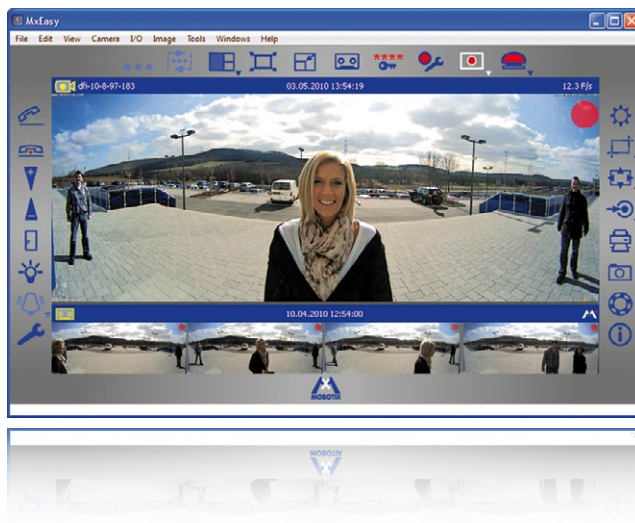 MxEasy
File Edit View Camera I/O Image Tools Windows Help
****
dfi-10-8-97-183 03.05.2010 13:54:19 12.3 F/s
10.04.2010 12:54:00
MOBOTIX